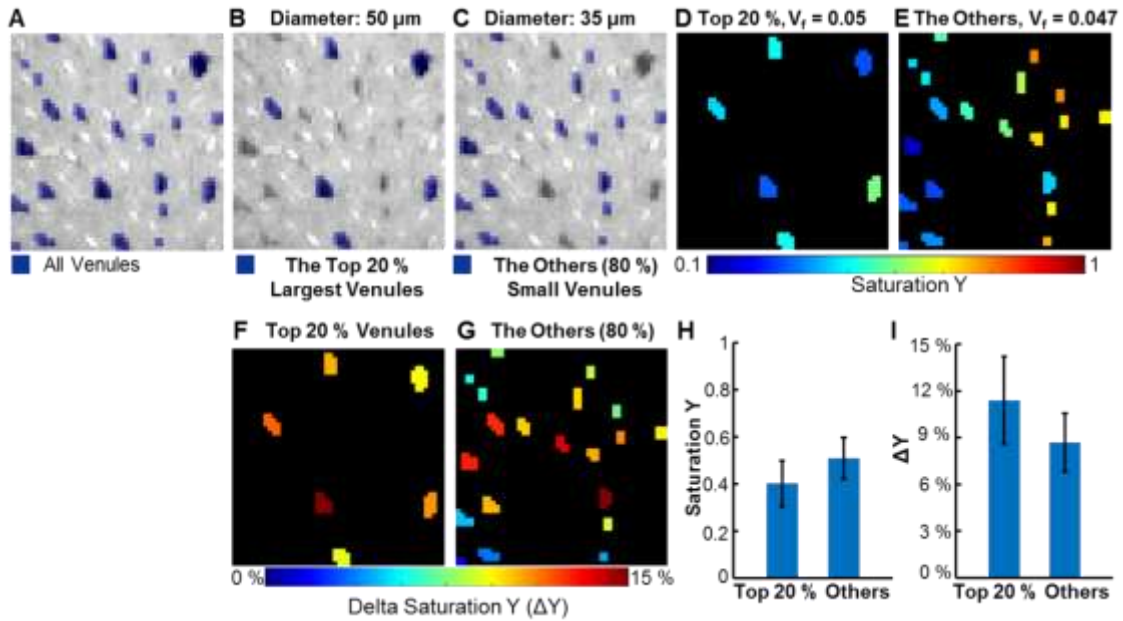 A
B Diameter: 50 µm
C Diameter: 35 µm
D Top 20 %, Vf = 0.05
E The Others, Vf = 0.047
All Venules
The Top 20 %
Largest Venules
The Others (80 %)
Small Venules
0.1
1
Saturation Y
F Top 20 % Venules
G The Others (80 %)
0 %
15 %
Delta Saturation Y (ΔY)
H
Saturation Y
1
0.8
0.6
0.4
0.2
0
Top 20 % Others
I
ΔY
15 %
12 %
9 %
6 %
3 %
0 %
Top 20 % Others